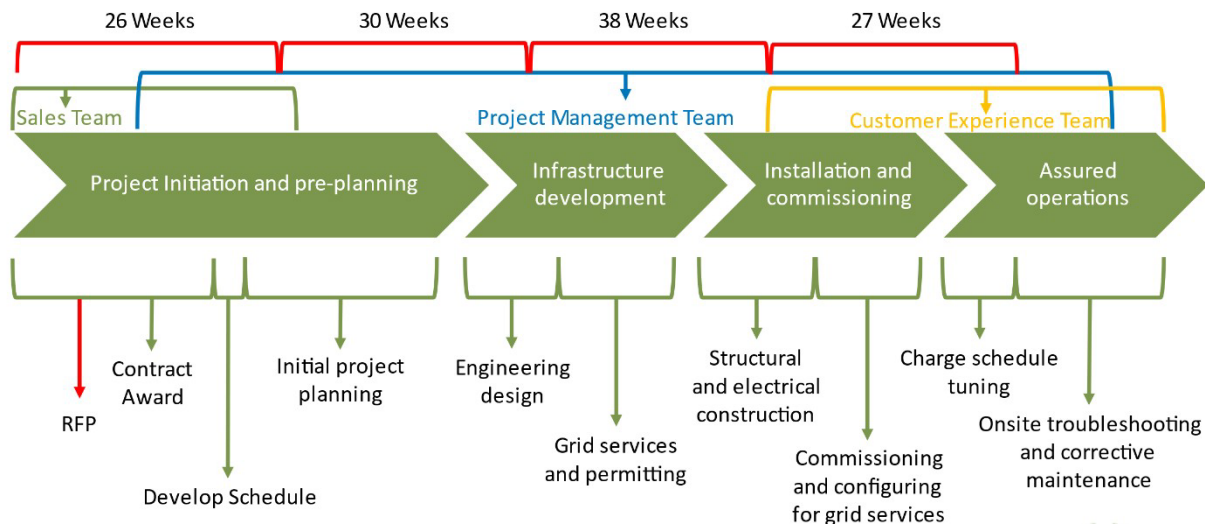 26 Weeks
30 Weeks
38 Weeks
27 Weeks
Sales Team
Project Management Team
Customer Experience Team
Project Initiation and pre-planning
Infrastructure
development
Installation and
commissioning
Assured
operations
RFP
Contract
Award
Develop Schedule
Initial project
planning
Engineering
design
Grid services
and permitting
Structural
and electrical
construction
Commissioning
and configuring
for grid services
Charge schedule
tuning
Onsite troubleshooting
and corrective
maintenance